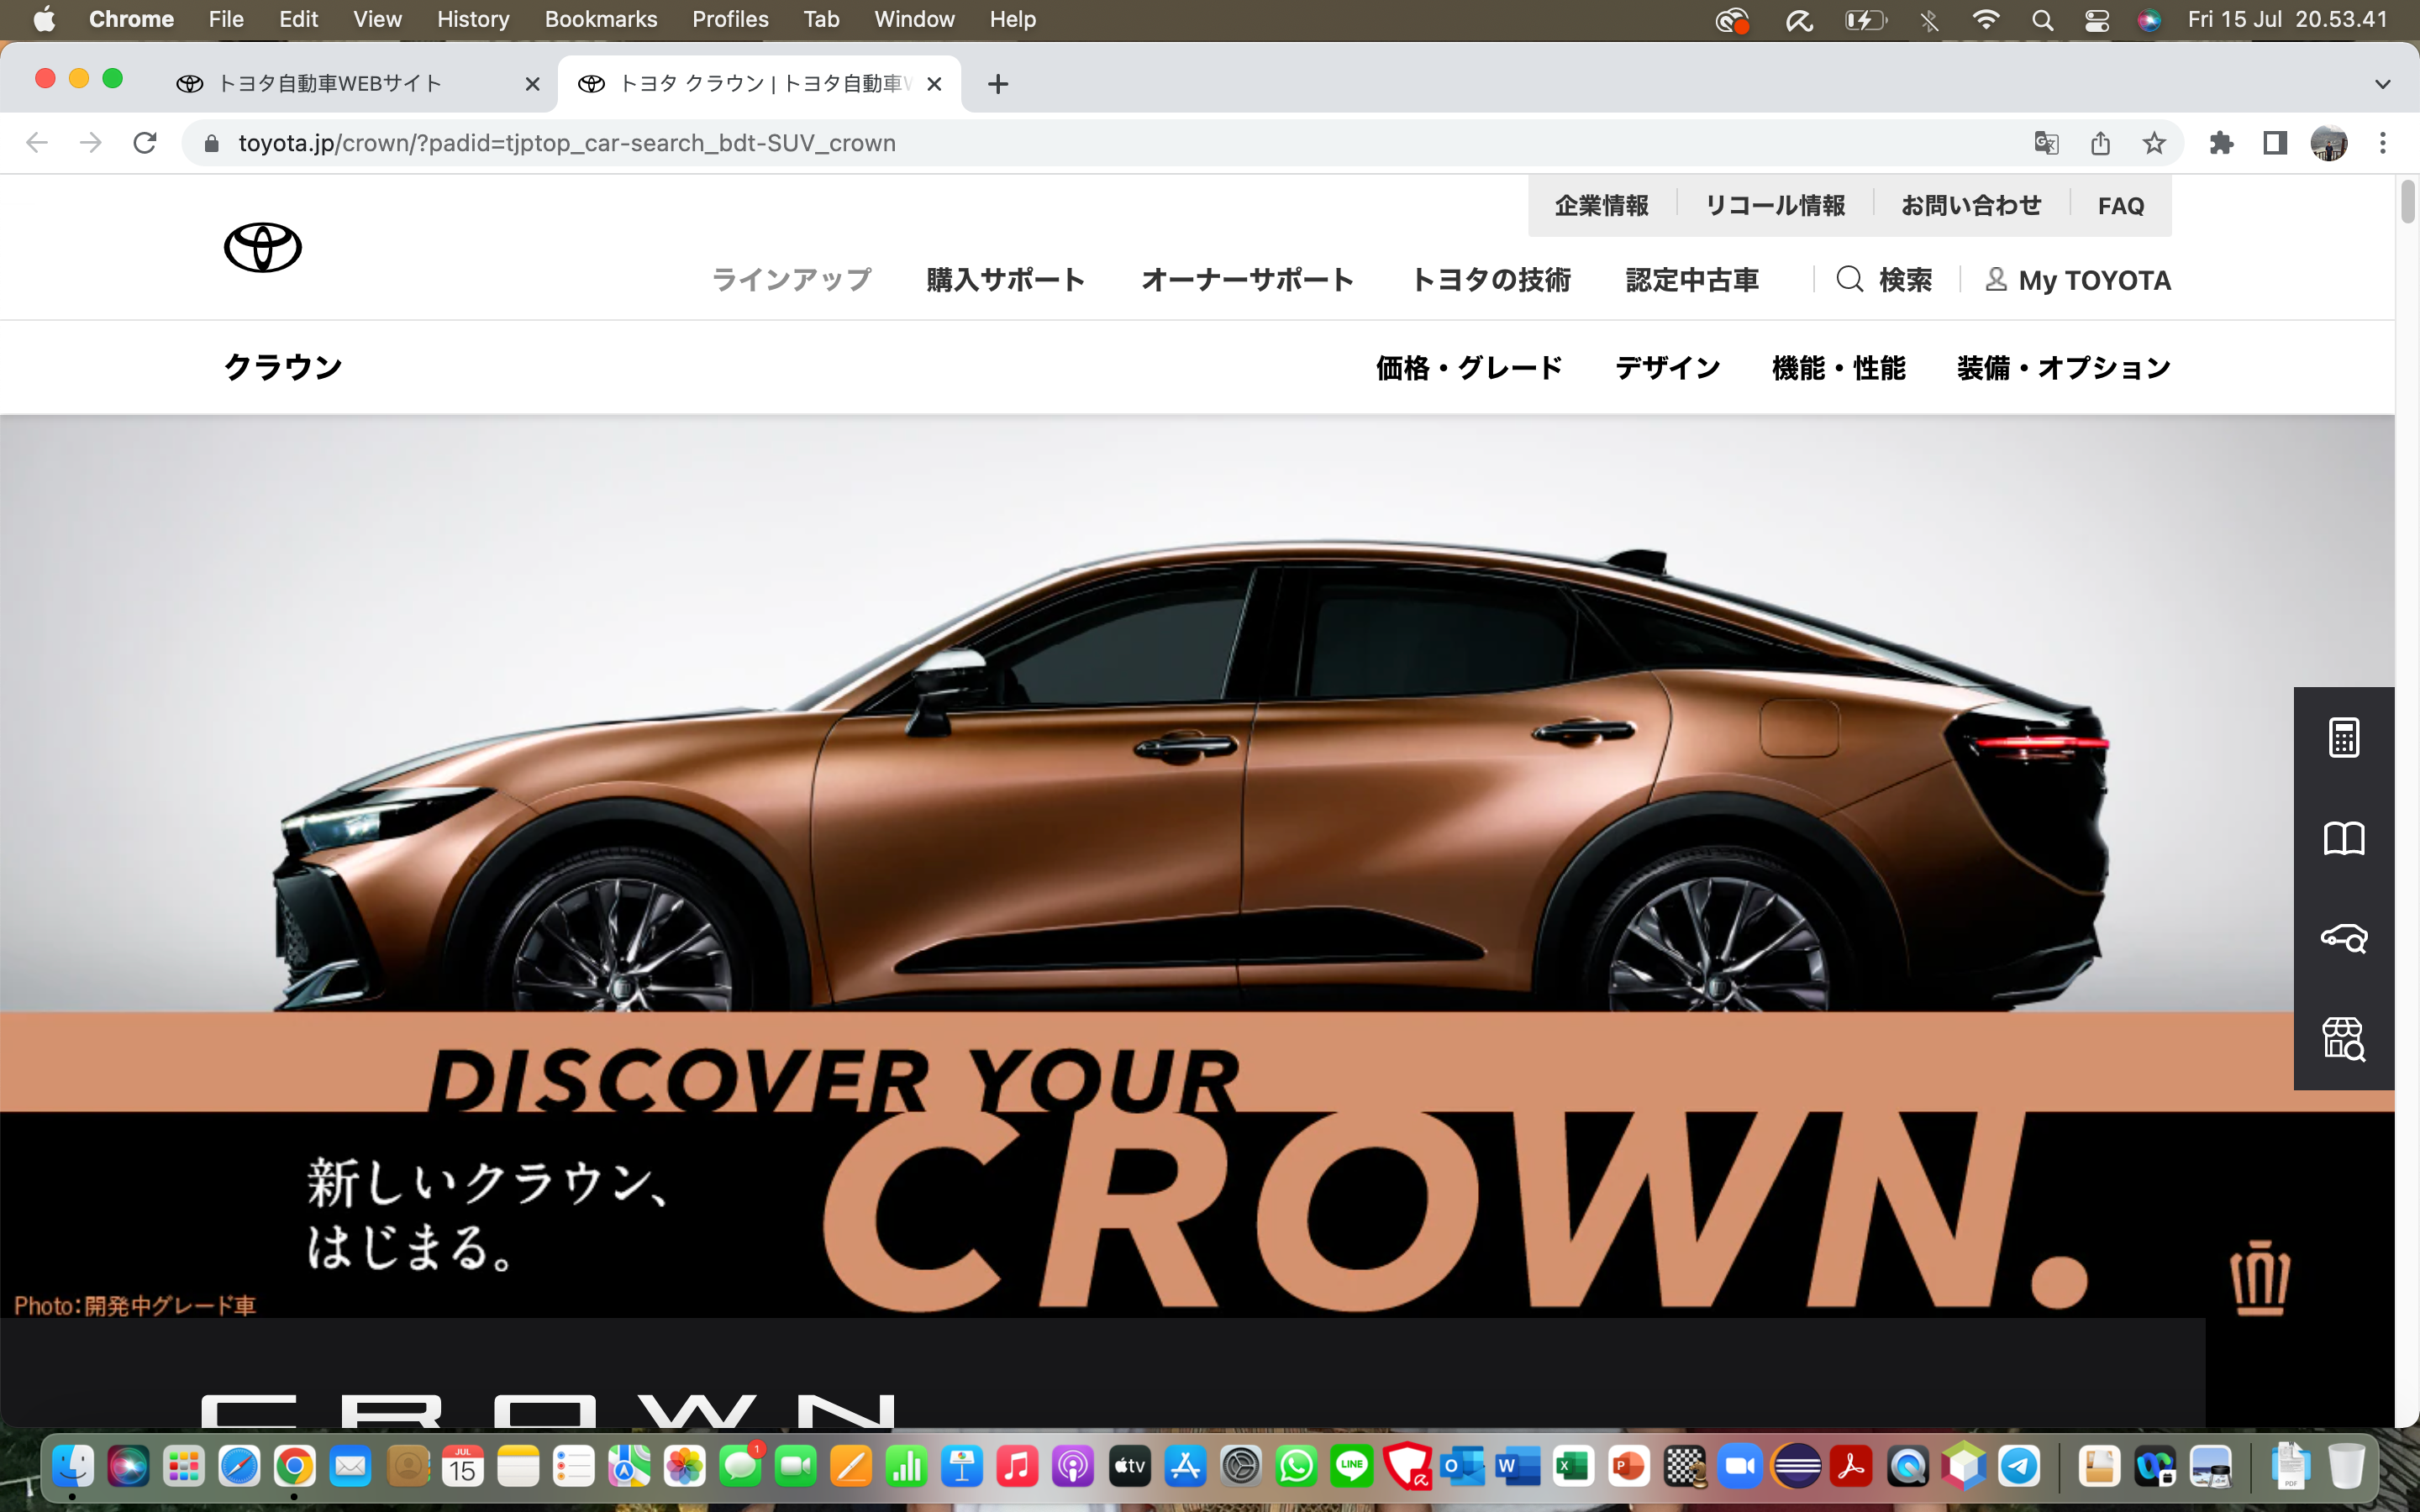 Chrome File Edit View History Bookmarks Profiles Tab Window Help Fri 15 Jul 20.53.41
トヨタ自動車WEBサイト トヨタ クラウン | トヨタ自動車W
toyota.jp/crown/?padid=tjptop_car-search_bdt-SUV_crown
企業情報 リコール情報 お問い合わせ FAQ
ラインアップ 購入サポート オーナーサポート トヨタの技術 認定中古車 検索 My TOYOTA
クラウン 価格・グレード デザイン 機能・性能 装備・オプション
DISCOVER YOUR
CROWN.
新しいクラウン、
はじまる。
Photo：開発中グレード車
CROWN
JUL
15
1
tv
LINE
O
W
X
P
PDF